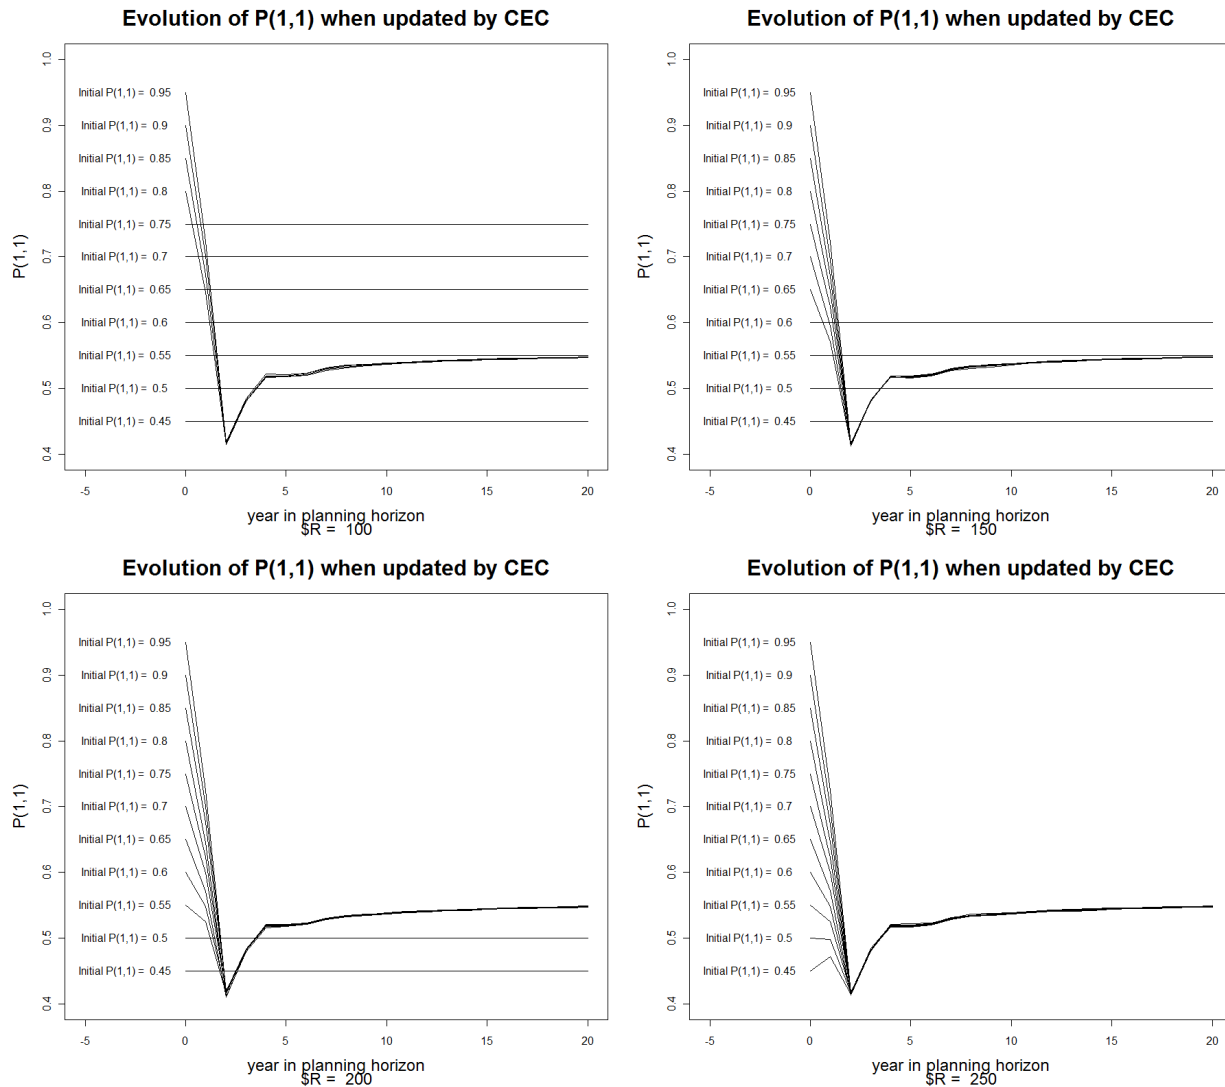 Evolution of P(1,1) when updated by CEC
P(1,1)
1.0
0.9
0.8
0.7
0.6
0.5
0.4
Initial P(1,1) = 0.95
Initial P(1,1) = 0.9
Initial P(1,1) = 0.85
Initial P(1,1) = 0.8
Initial P(1,1) = 0.75
Initial P(1,1) = 0.7
Initial P(1,1) = 0.65
Initial P(1,1) = 0.6
Initial P(1,1) = 0.55
Initial P(1,1) = 0.5
Initial P(1,1) = 0.45
-5 0 5 10 15 20
year in planning horizon
$R = 100
Evolution of P(1,1) when updated by CEC
P(1,1)
1.0
0.9
0.8
0.7
0.6
0.5
0.4
Initial P(1,1) = 0.95
Initial P(1,1) = 0.9
Initial P(1,1) = 0.85
Initial P(1,1) = 0.8
Initial P(1,1) = 0.75
Initial P(1,1) = 0.7
Initial P(1,1) = 0.65
Initial P(1,1) = 0.6
Initial P(1,1) = 0.55
Initial P(1,1) = 0.5
Initial P(1,1) = 0.45
-5 0 5 10 15 20
year in planning horizon
$R = 150
Evolution of P(1,1) when updated by CEC
P(1,1)
1.0
0.9
0.8
0.7
0.6
0.5
0.4
Initial P(1,1) = 0.95
Initial P(1,1) = 0.9
Initial P(1,1) = 0.85
Initial P(1,1) = 0.8
Initial P(1,1) = 0.75
Initial P(1,1) = 0.7
Initial P(1,1) = 0.65
Initial P(1,1) = 0.6
Initial P(1,1) = 0.55
Initial P(1,1) = 0.5
Initial P(1,1) = 0.45
-5 0 5 10 15 20
year in planning horizon
$R = 200
Evolution of P(1,1) when updated by CEC
P(1,1)
1.0
0.9
0.8
0.7
0.6
0.5
0.4
Initial P(1,1) = 0.95
Initial P(1,1) = 0.9
Initial P(1,1) = 0.85
Initial P(1,1) = 0.8
Initial P(1,1) = 0.75
Initial P(1,1) = 0.7
Initial P(1,1) = 0.65
Initial P(1,1) = 0.6
Initial P(1,1) = 0.55
Initial P(1,1) = 0.5
Initial P(1,1) = 0.45
-5 0 5 10 15 20
year in planning horizon
$R = 250